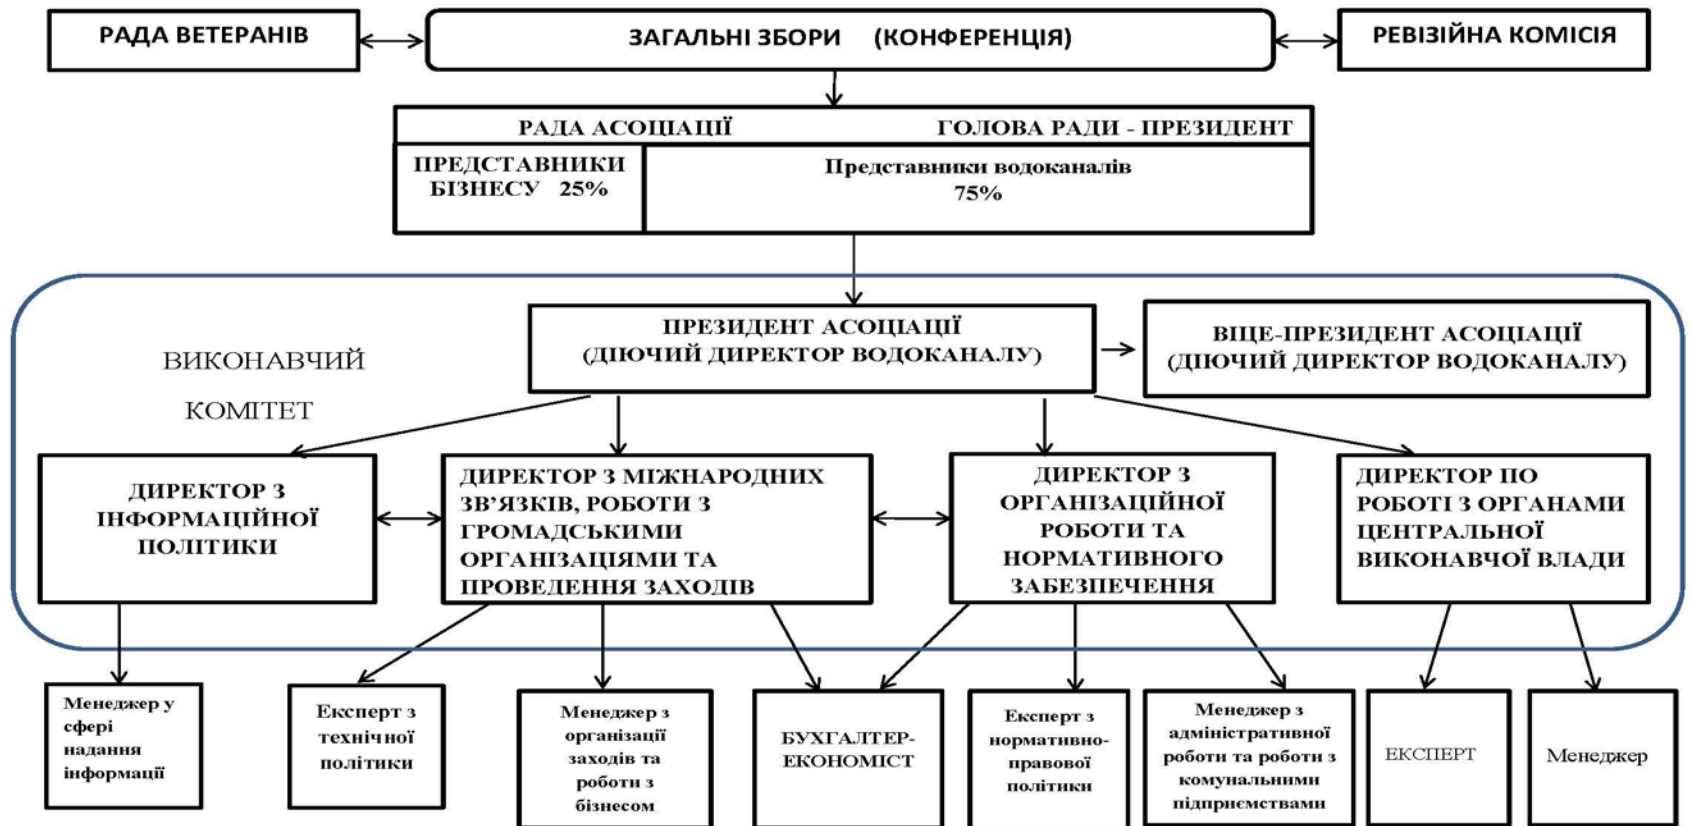 РАДА ВЕТЕРАНІВ
ЗАГАЛЬНІ ЗБОРИ (КОНФЕРЕНЦІЯ)
РЕВІЗІЙНА КОМІСІЯ
РАДА АСОЦІАЦІЇ
ГОЛОВА РАДИ - ПРЕЗИДЕНТ
ПРЕДСТАВНИКИ
БІЗНЕСУ 25%
Представники водоканалів
75%
ВИКОНАВЧИЙ
КОМІТЕТ
ПРЕЗИДЕНТ АСОЦІАЦІЇ
(ДІЮЧИЙ ДИРЕКТОР ВОДОКАНАЛУ)
ВІЦЕ-ПРЕЗИДЕНТ АСОЦІАЦІЇ
(ДІЮЧИЙ ДИРЕКТОР ВОДОКАНАЛУ)
ДИРЕКТОР З
ІНФОРМАЦІЙНОЇ
ПОЛІТИКИ
ДИРЕКТОР З МІЖНАРОДНИХ
ЗВ’ЯЗКІВ, РОБОТИ З
ГРОМАДСЬКИМИ
ОРГАНІЗАЦІЯМИ ТА
ПРОВЕДЕННЯ ЗАХОДІВ
ДИРЕКТОР З
ОРГАНІЗАЦІЙНОЇ
РОБОТИ ТА
НОРМАТИВНОГО
ЗАБЕЗПЕЧЕННЯ
ДИРЕКТОР ПО
РОБОТІ З ОРГАНАМИ
ЦЕНТРАЛЬНОЇ
ВИКОНАВЧОЇ ВЛАДИ
Менеджер у
сфері
надання
інформації
Експерт з
технічної
політики
Менеджер з
організації
заходів та
роботи з
бізнесом
БУХГАЛТЕР-
ЕКОНОМІСТ
Експерт з
нормативно-
правової
політики
Менеджер з
адміністративної
роботи та роботи з
комунальними
підприємствами
ЕКСПЕРТ
Менеджер